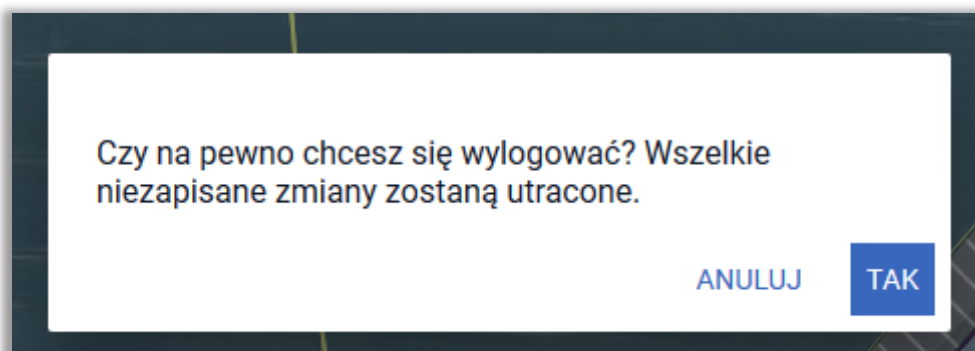 Czy na pewno chcesz się wylogować? Wszelkie
niezapisane zmiany zostaną utracone.
ANULUJ TAK